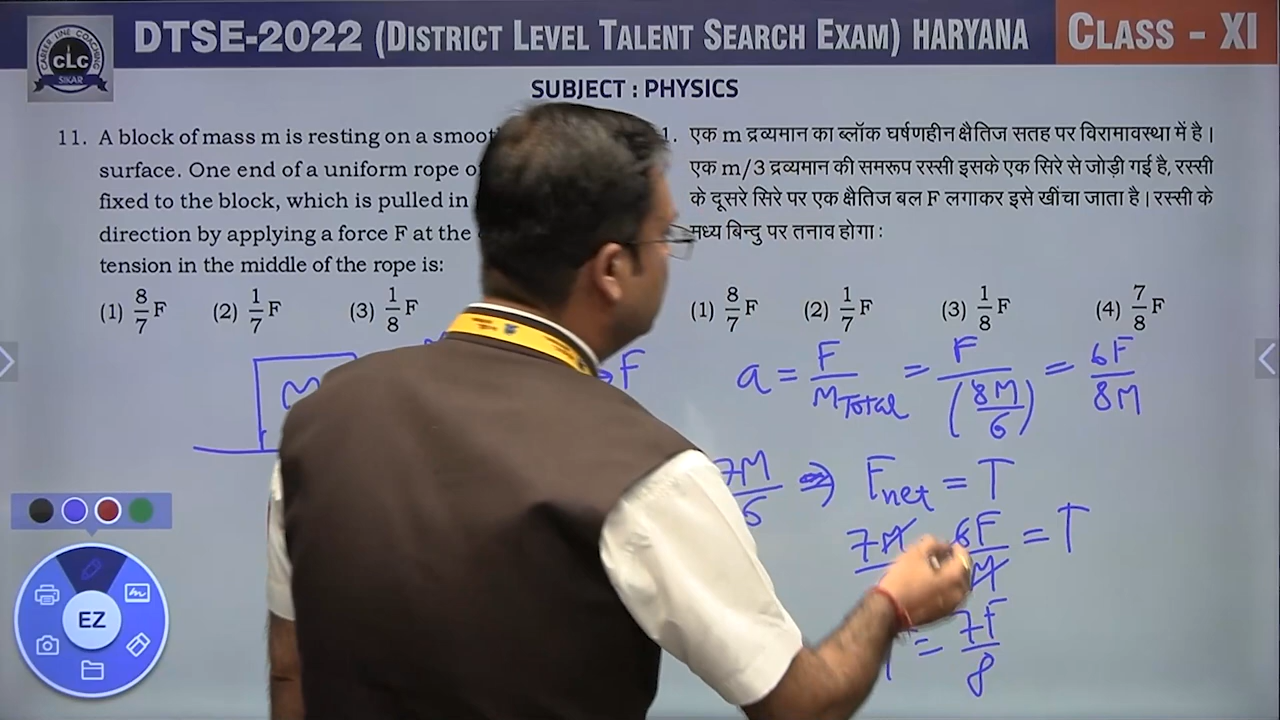 DTSE-2022 (DISTRICT LEVEL TALENT SEARCH EXAM) HARYANA
CLASS - XI
CAREER LINE COACHING
CLC
SIKAR
SUBJECT : PHYSICS
11. A block of mass m is resting on a smoot
surface. One end of a uniform rope o
fixed to the block, which is pulled in
direction by applying a force F at the
tension in the middle of the rope is:
(1) 8/7 F (2) 1/7 F (3) 1/8 F
1. एक m द्रव्यमान का ब्लॉक घर्षणहीन क्षैतिज सतह पर विरामावस्था में है।
एक m/3 द्रव्यमान की समरूप रस्सी इसके एक सिरे से जोड़ी गई है, रस्सी
के दूसरे सिरे पर एक क्षैतिज बल F लगाकर इसे खींचा जाता है। रस्सी के
मध्य बिन्दु पर तनाव होगा :
(1) 8/7 F (2) 1/7 F (3) 1/8 F (4) 7/8 F
M
F
a = F/M Total = F/(8M/6) = 6F/8M
7M/6 ⇒ Fnet = T
7M 6F/M = T
= 7F/8
EZ